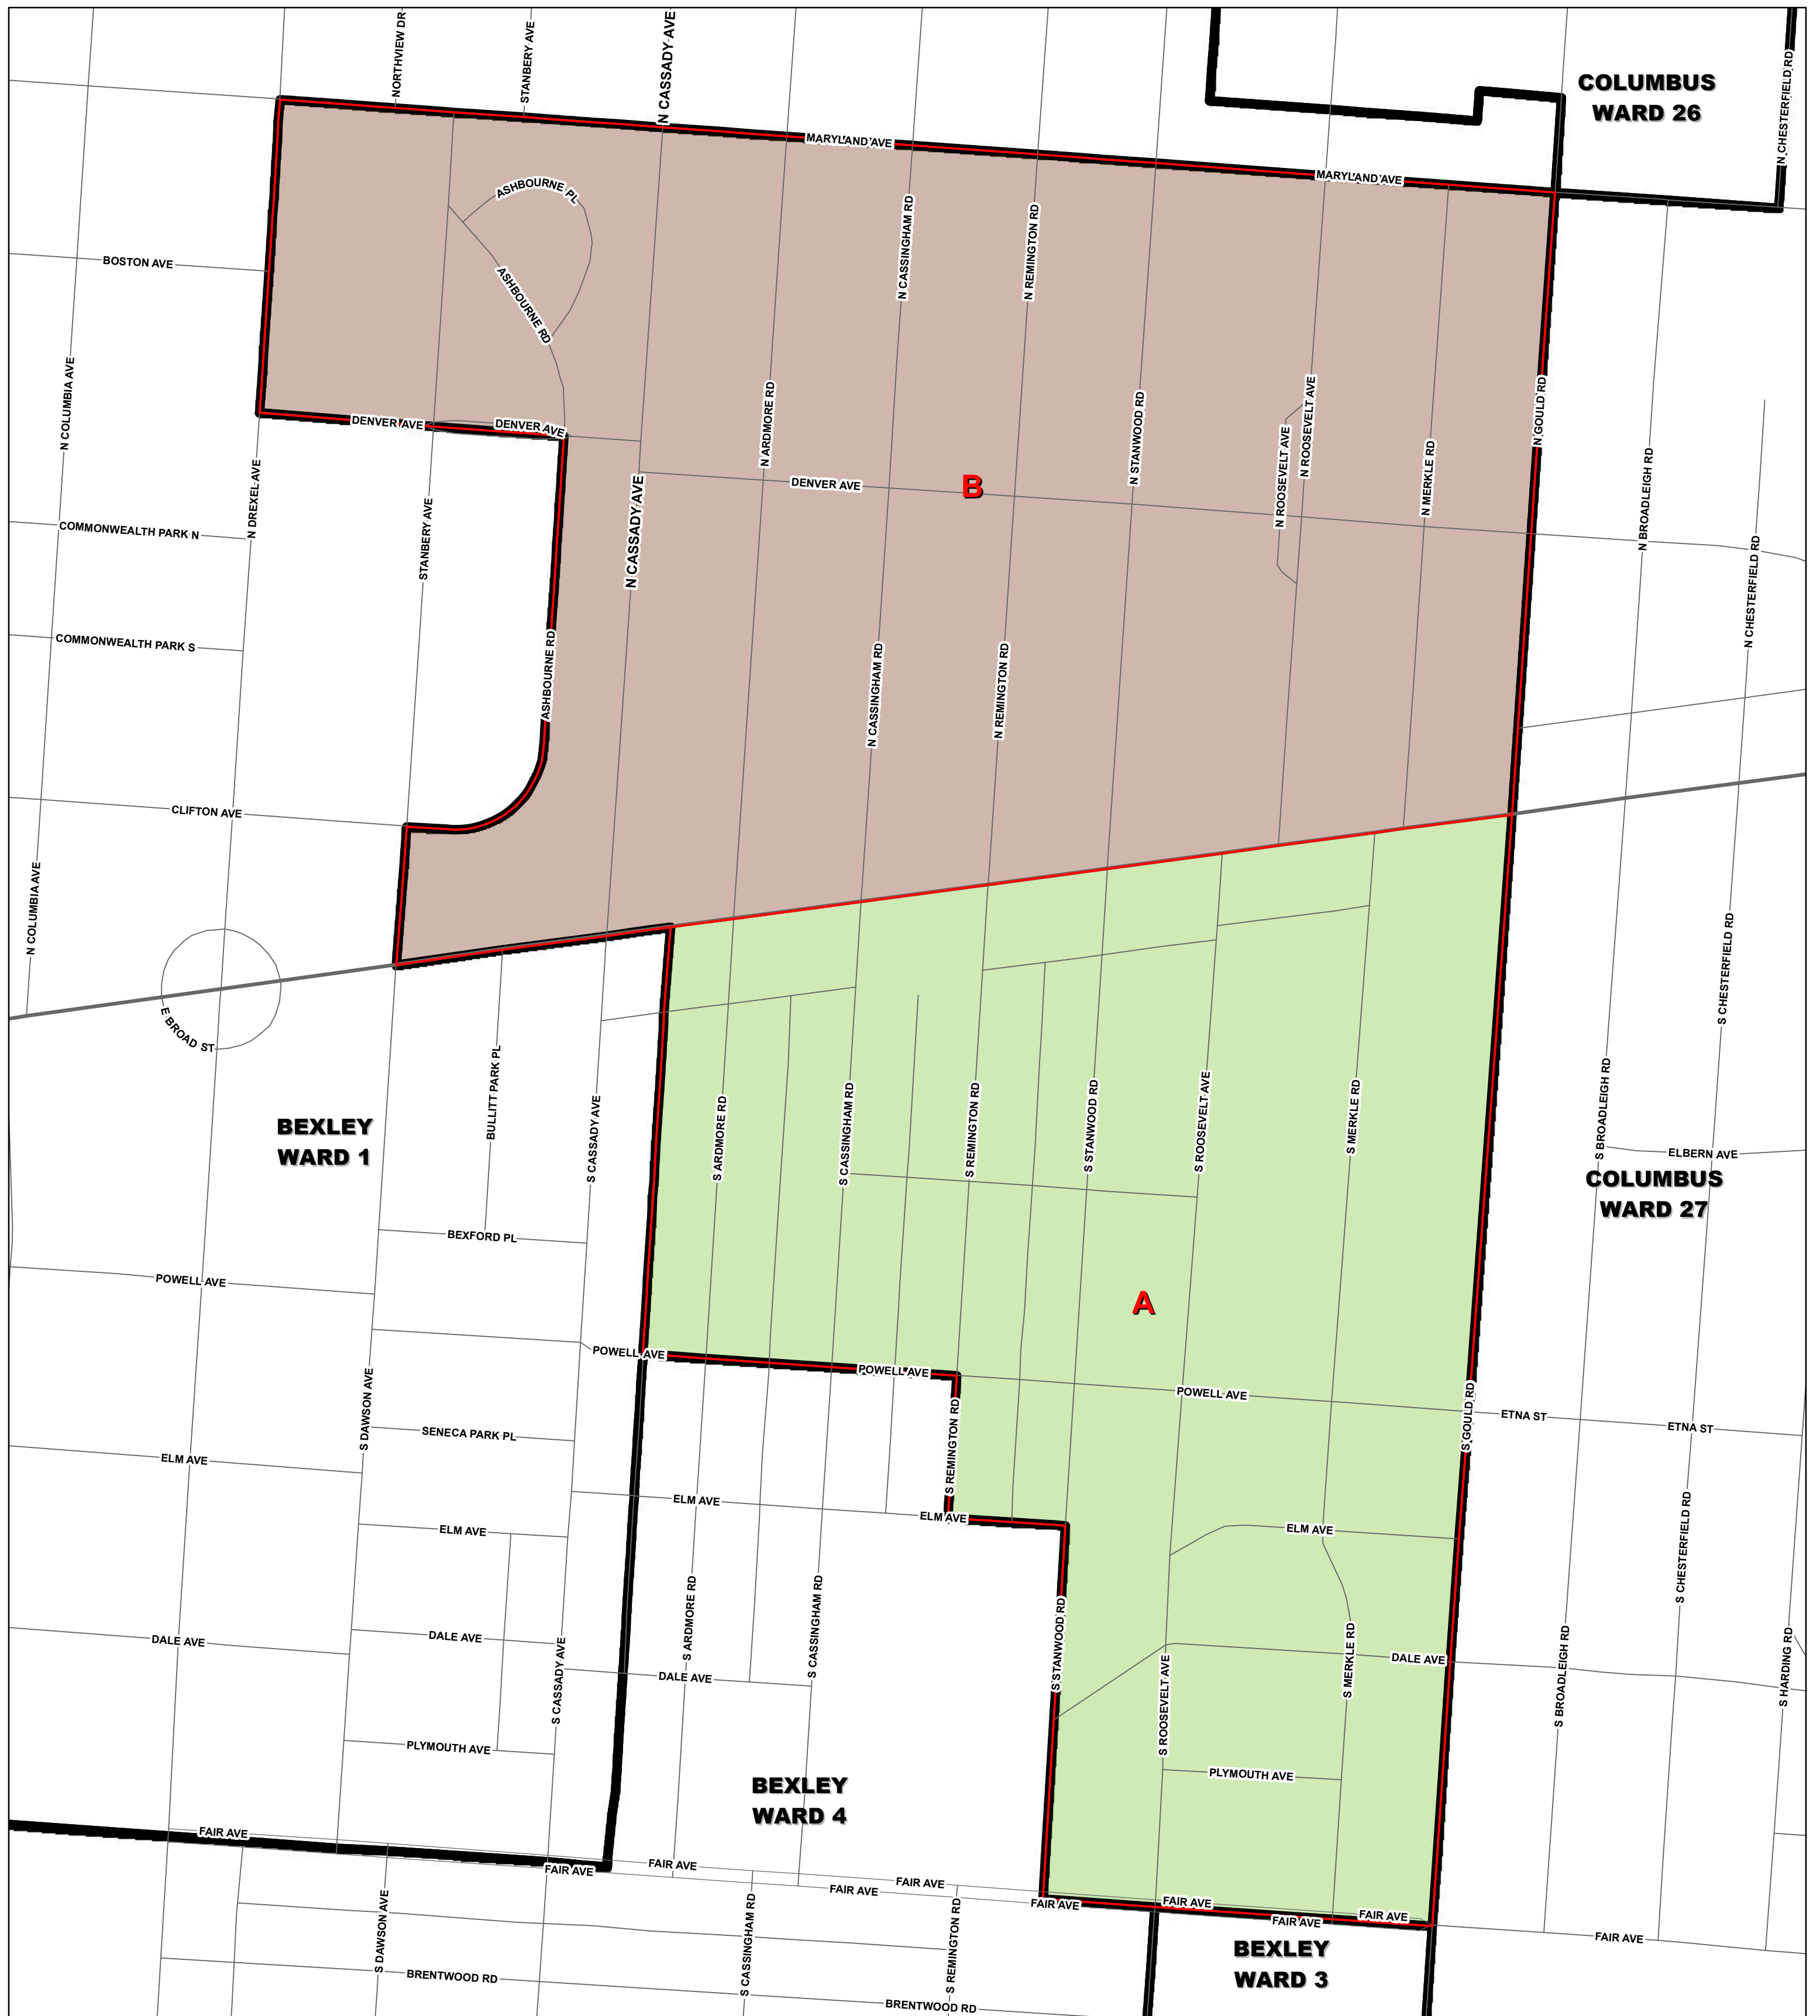 NORTHVIEW DR
STANBERY AVE
N CASSADY AVE
COLUMBUS
WARD 26
N CHESTERFIELD RD
MARYLAND AVE
MARYLAND AVE
ASHBOURNE PL
N CASSINGHAM RD
N REMINGTON RD
BOSTON AVE
ASHBOURNE RD
N COLUMBIA AVE
N ARDMORE RD
N STANWOOD RD
N ROOSEVELT AVE
N ROOSEVELT AVE
N GOULD RD
N MERKLE RD
DENVER AVE
DENVER AVE
N DREXEL AVE
STANBERY AVE
N CASSADY AVE
DENVER AVE
B
N BROADLEIGH RD
COMMONWEALTH PARK N
N CHESTERFIELD RD
COMMONWEALTH PARK S
ASHBOURNE RD
N CASSINGHAM RD
N REMINGTON RD
CLIFTON AVE
N COLUMBIA AVE
E BROAD ST
S CHESTERFIELD RD
BULLITT PARK PL
S CASSADY AVE
S ARDMORE RD
S CASSINGHAM RD
S REMINGTON RD
S STANWOOD RD
S ROOSEVELT AVE
S MERKLE RD
S BROADLEIGH RD
BEXLEY
WARD 1
ELBERN AVE
COLUMBUS
WARD 27
BEXFORD PL
POWELL AVE
A
POWELL AVE
POWELL AVE
POWELL AVE
S GOULD RD
ETNA ST
ETNA ST
S DAWSON AVE
SENECA PARK PL
S REMINGTON RD
ELM AVE
ELM AVE
ELM AVE
ELM AVE
ELM AVE
S CHESTERFIELD RD
S ARDMORE RD
S CASSINGHAM RD
S STANWOOD RD
DALE AVE
DALE AVE
DALE AVE
S CASSADY AVE
S ROOSEVELT AVE
S MERKLE RD
DALE AVE
S BROADLEIGH RD
S HARDING RD
PLYMOUTH AVE
PLYMOUTH AVE
BEXLEY
WARD 4
FAIR AVE
FAIR AVE
FAIR AVE
FAIR AVE
FAIR AVE
FAIR AVE
FAIR AVE
FAIR AVE
FAIR AVE
FAIR AVE
S DAWSON AVE
S CASSINGHAM RD
S REMINGTON RD
BEXLEY
WARD 3
BRENTWOOD RD
BRENTWOOD RD